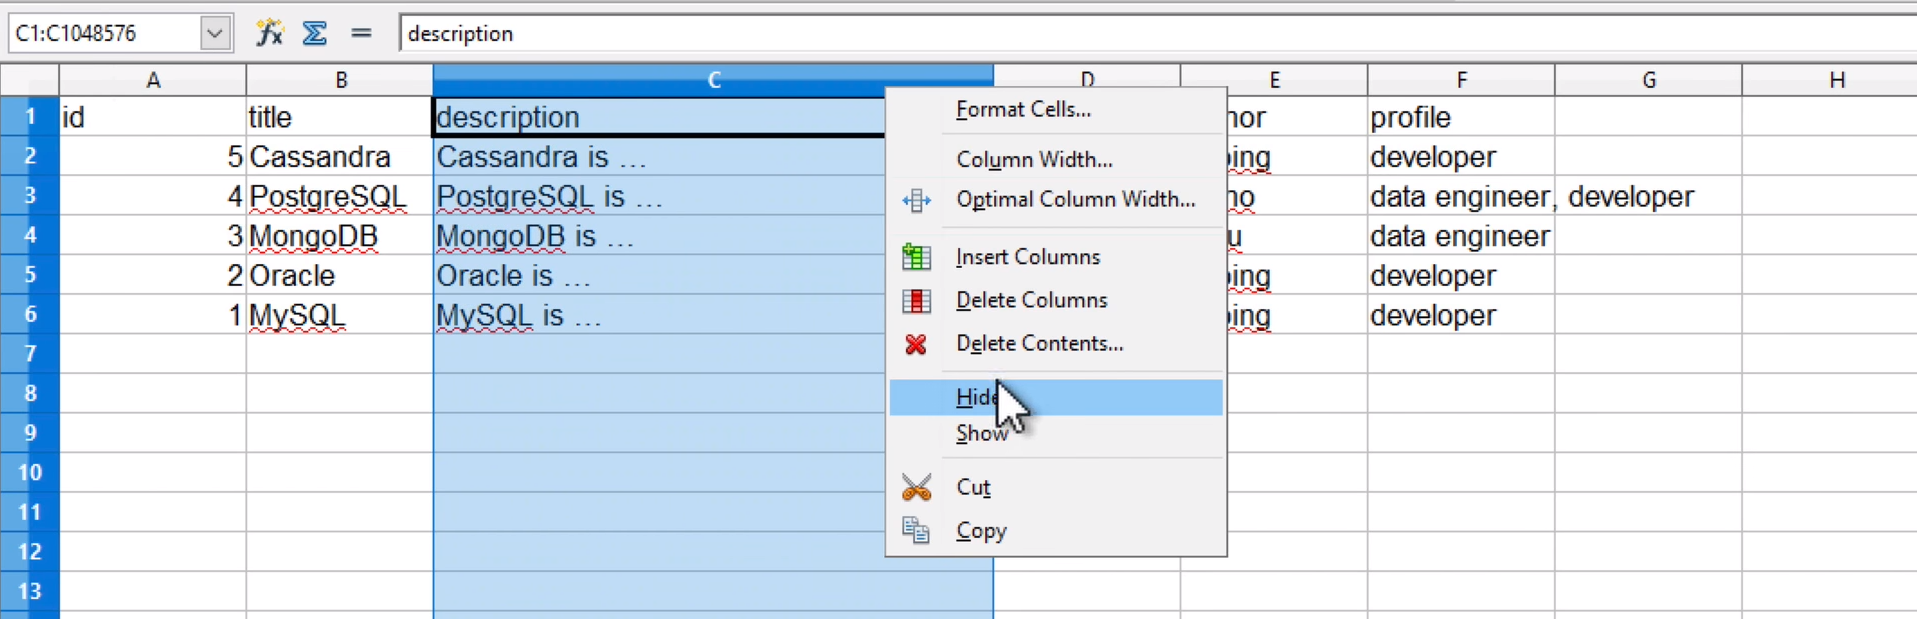 C1:C1048576 fx Σ = description
A B C D E F G H
1 id title description hor profile
2 5 Cassandra Cassandra is ... ing developer
3 4 PostgreSQL PostgreSQL is ... no data engineer, developer
4 3 MongoDB MongoDB is ... u data engineer
5 2 Oracle Oracle is ... ing developer
6 1 MySQL MySQL is ... ing developer
7
8
9
10
11
12
13
Format Cells...
Column Width...
Optimal Column Width...
Insert Columns
Delete Columns
Delete Contents...
Hide
Show
Cut
Copy